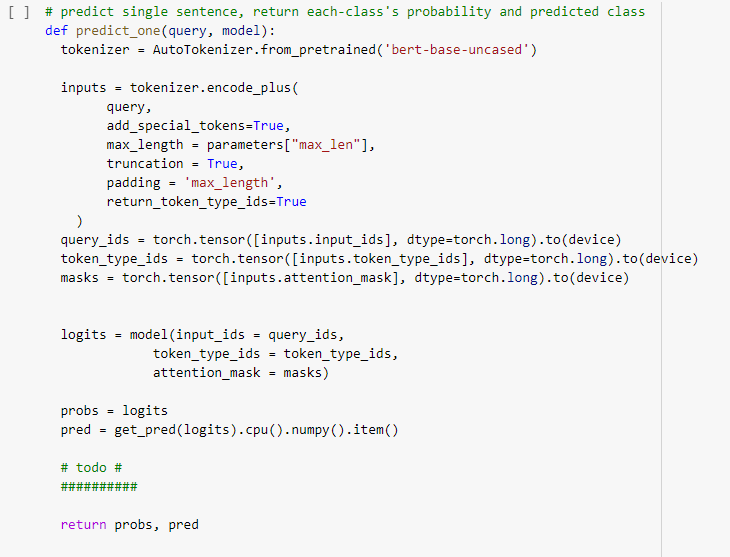 [ ] # predict single sentence, return each-class's probability and predicted class
def predict_one(query, model):
  tokenizer = AutoTokenizer.from_pretrained('bert-base-uncased')

  inputs = tokenizer.encode_plus(
        query,
        add_special_tokens=True,
        max_length = parameters["max_len"],
        truncation = True,
        padding = 'max_length',
        return_token_type_ids=True
    )
  query_ids = torch.tensor([inputs.input_ids], dtype=torch.long).to(device)
  token_type_ids = torch.tensor([inputs.token_type_ids], dtype=torch.long).to(device)
  masks = torch.tensor([inputs.attention_mask], dtype=torch.long).to(device)


  logits = model(input_ids = query_ids,
              token_type_ids = token_type_ids,
              attention_mask = masks)

  probs = logits
  pred = get_pred(logits).cpu().numpy().item()

  # todo #
  ##########

  return probs, pred